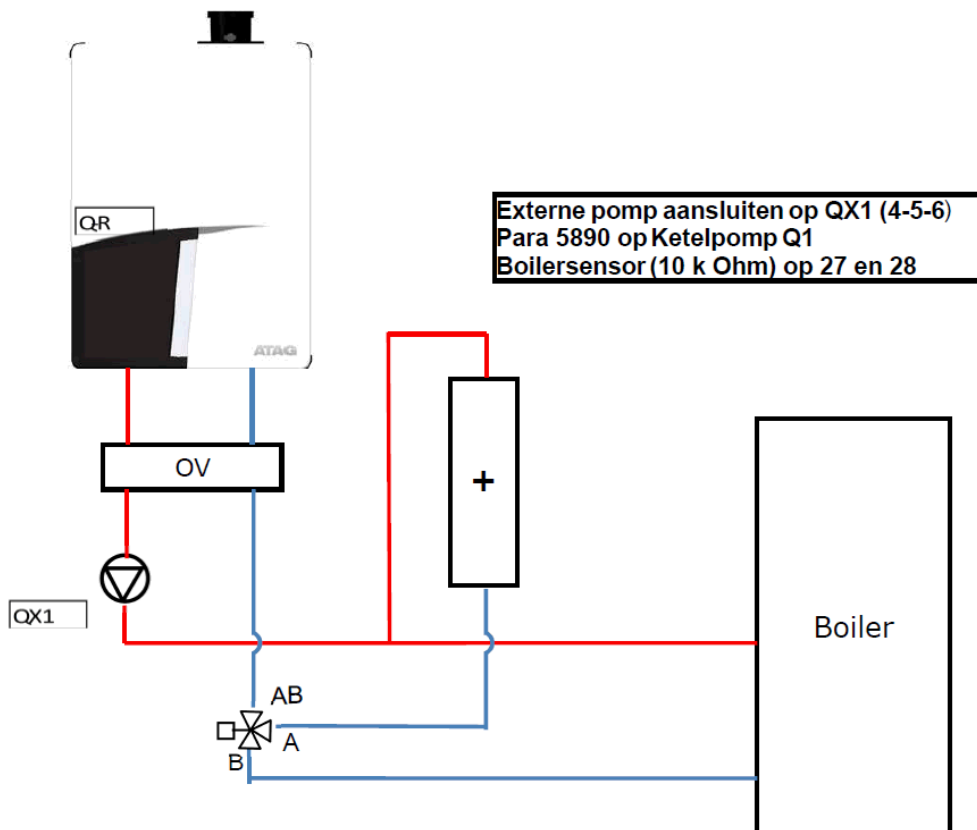 QR
Externe pomp aansluiten op QX1 (4-5-6)
Para 5890 op Ketelpomp Q1
Boilersensor (10 k Ohm) op 27 en 28
ATAG
OV
+
QX1
Boiler
AB
A
B